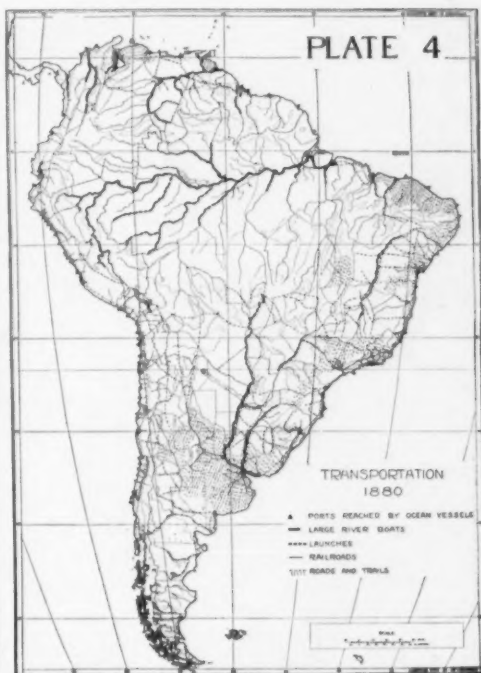 PLATE 4
TRANSPORTATION
1880
PORTS REACHED BY OCEAN VESSELS
LARGE RIVER BOATS
LAUNCHES
RAILROADS
ROADS AND TRAILS